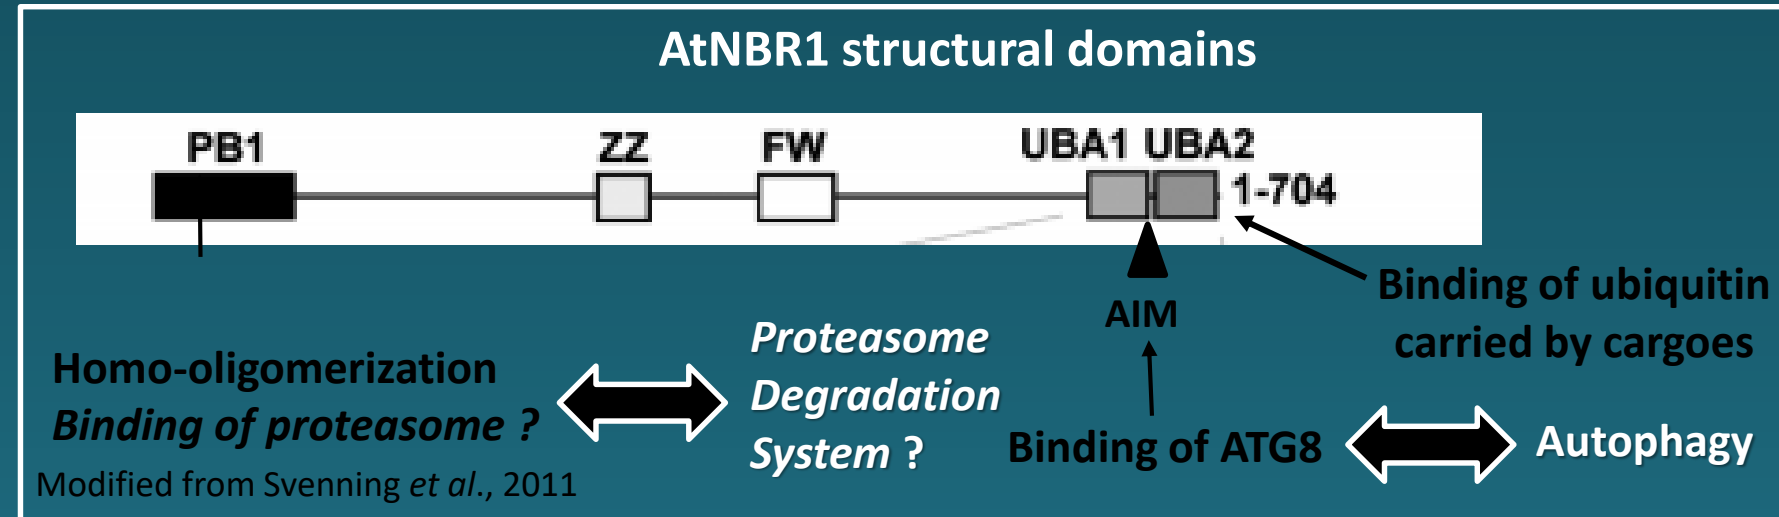 AtNBR1 structural domains
PB1
ZZ
FW
UBA1 UBA2
1-704
AIM
Binding of ubiquitin
carried by cargoes
Homo-oligomerization
Binding of proteasome ?
Proteasome
Degradation
System ?
Binding of ATG8
Autophagy
Modified from Svenning et al., 2011